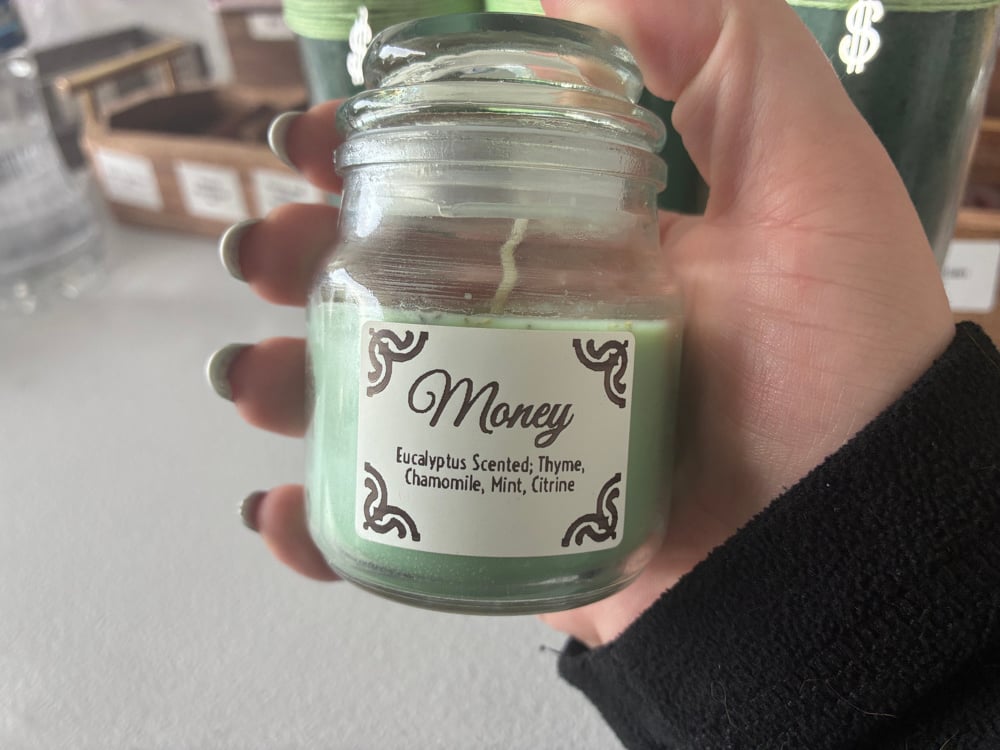 $
$
Money
Eucalyptus Scented; Thyme,
Chamomile, Mint, Citrine